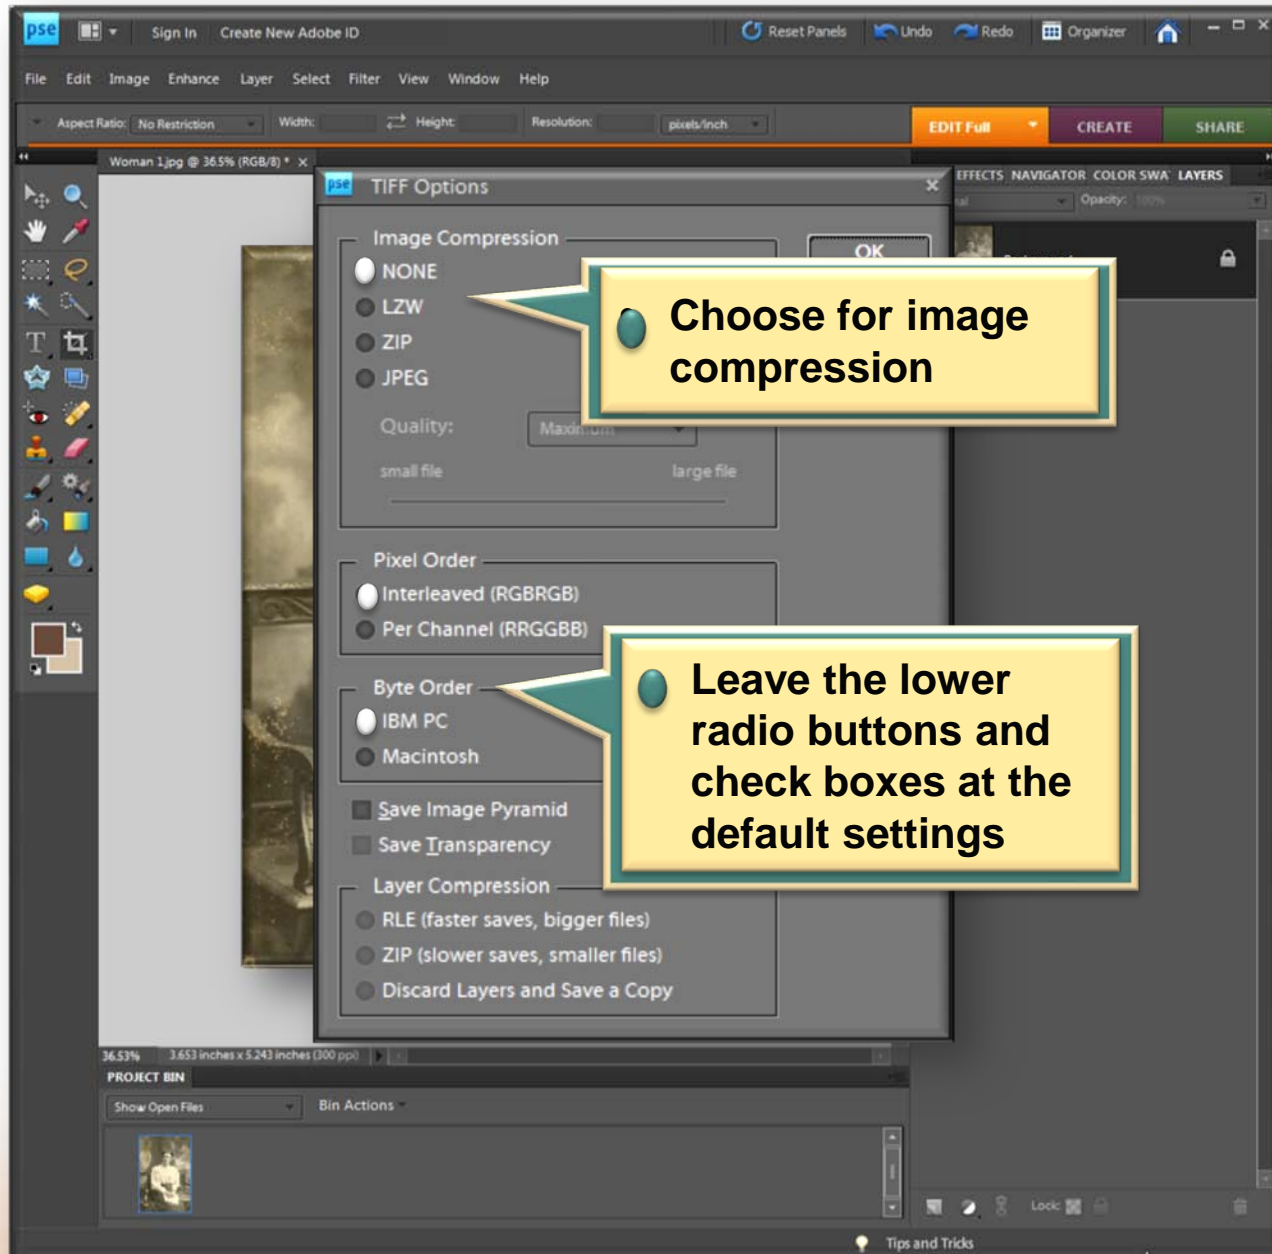 pse Sign In Create New Adobe ID Reset Panels Undo Redo Organizer
File Edit Image Enhance Layer Select Filter View Window Help
Aspect Ratio: No Restriction Width: Height: Resolution: pixels/inch
EDIT Full CREATE SHARE
Woman 1.jpg @ 36.5% (RGB/8) *
EFFECTS NAVIGATOR COLOR SWA LAYERS
Opacity: 100%
pse TIFF Options
Image Compression
OK
NONE
LZW
ZIP
JPEG
Choose for image
compression
Quality: Maximum
small file large file
Pixel Order
Interleaved (RGBRGB)
Per Channel (RRGGBB)
Byte Order
IBM PC
Macintosh
Leave the lower
radio buttons and
check boxes at the
default settings
Save Image Pyramid
Save Transparency
Layer Compression
RLE (faster saves, bigger files)
ZIP (slower saves, smaller files)
Discard Layers and Save a Copy
36.53% 3.653 inches x 5.243 inches (300 ppi)
PROJECT BIN
Show Open Files Bin Actions
Lock:
Tips and Tricks